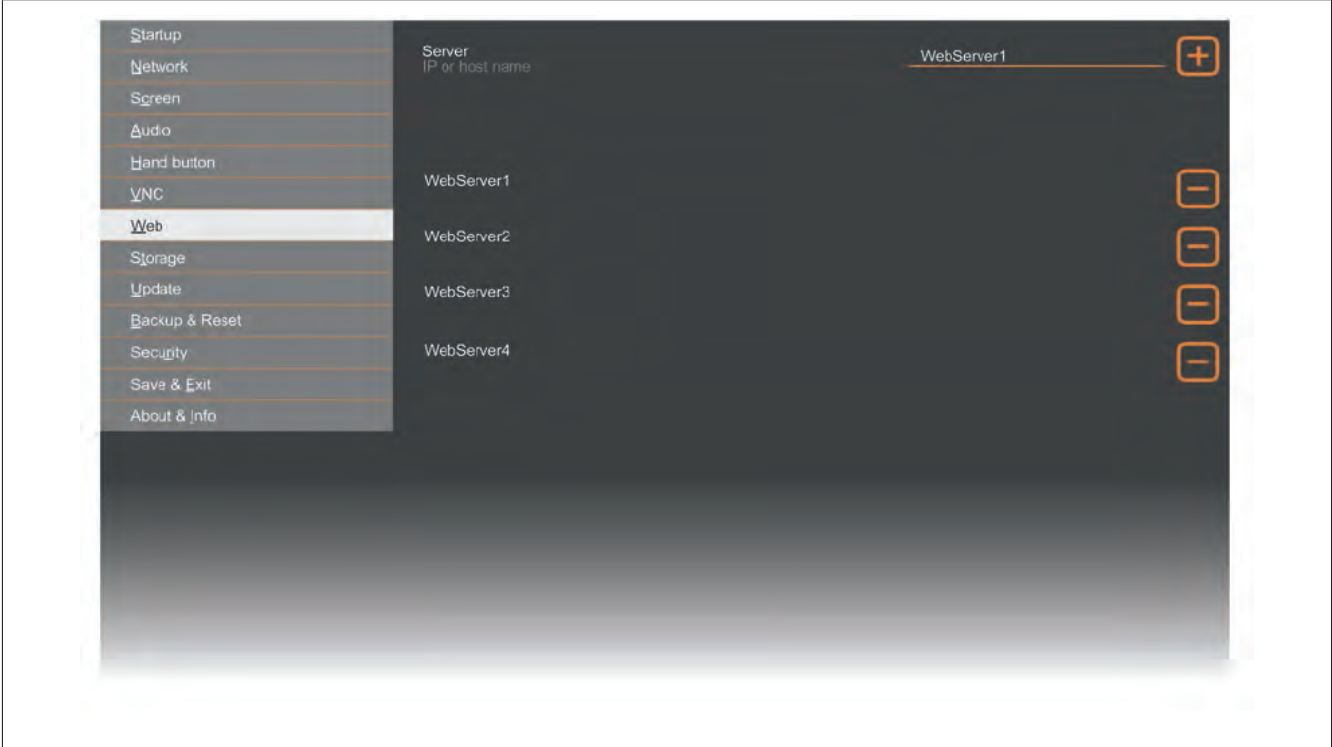 Startup
Network
Screen
Audio
Hand button
VNC
Web
Storage
Update
Backup & Reset
Security
Save & Exit
About & Info
Server
IP or host name
WebServer1
WebServer1
WebServer2
WebServer3
WebServer4